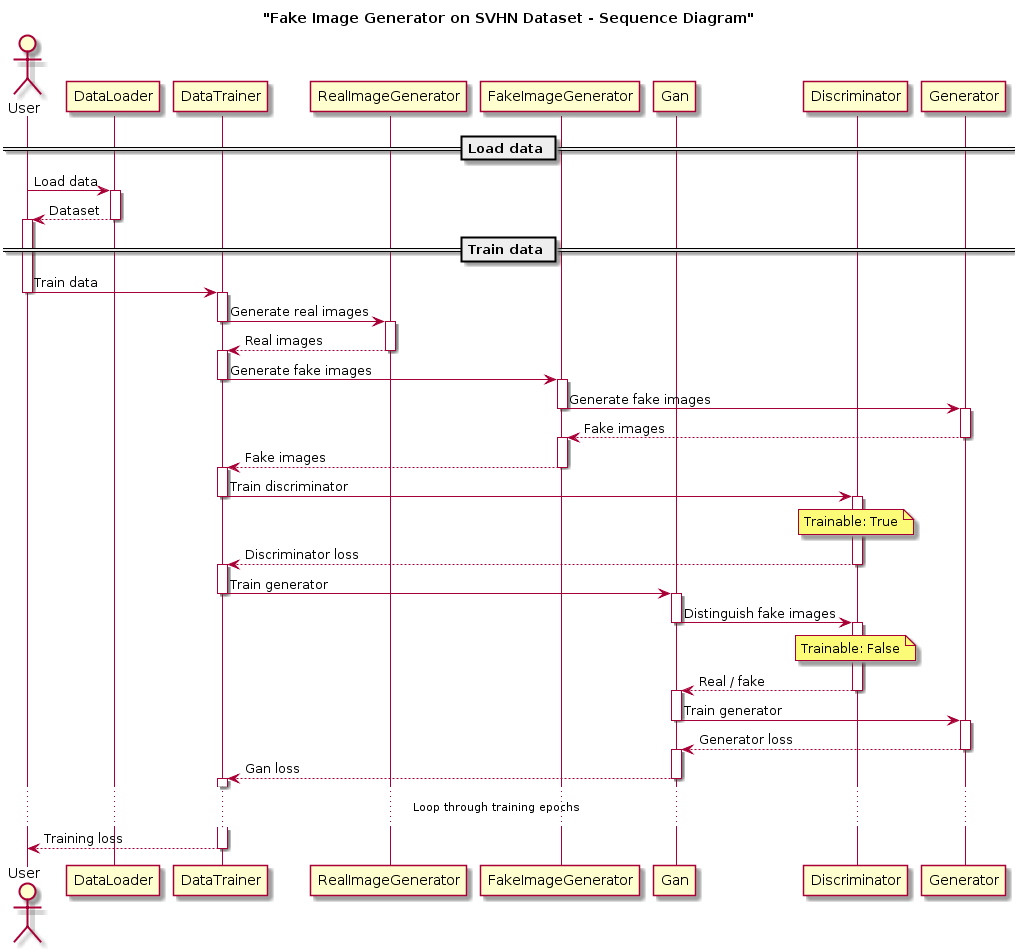 "Fake Image Generator on SVHN Dataset - Sequence Diagram"
User
DataLoader
DataTrainer
RealImageGenerator
FakeImageGenerator
Gan
Discriminator
Generator
Load data
Load data
Dataset
Train data
Train data
Generate real images
Real images
Generate fake images
Generate fake images
Fake images
Fake images
Train discriminator
Trainable: True
Discriminator loss
Train generator
Distinguish fake images
Trainable: False
Real / fake
Train generator
Generator loss
Gan loss
Loop through training epochs
Training loss
User
DataLoader
DataTrainer
RealImageGenerator
FakeImageGenerator
Gan
Discriminator
Generator